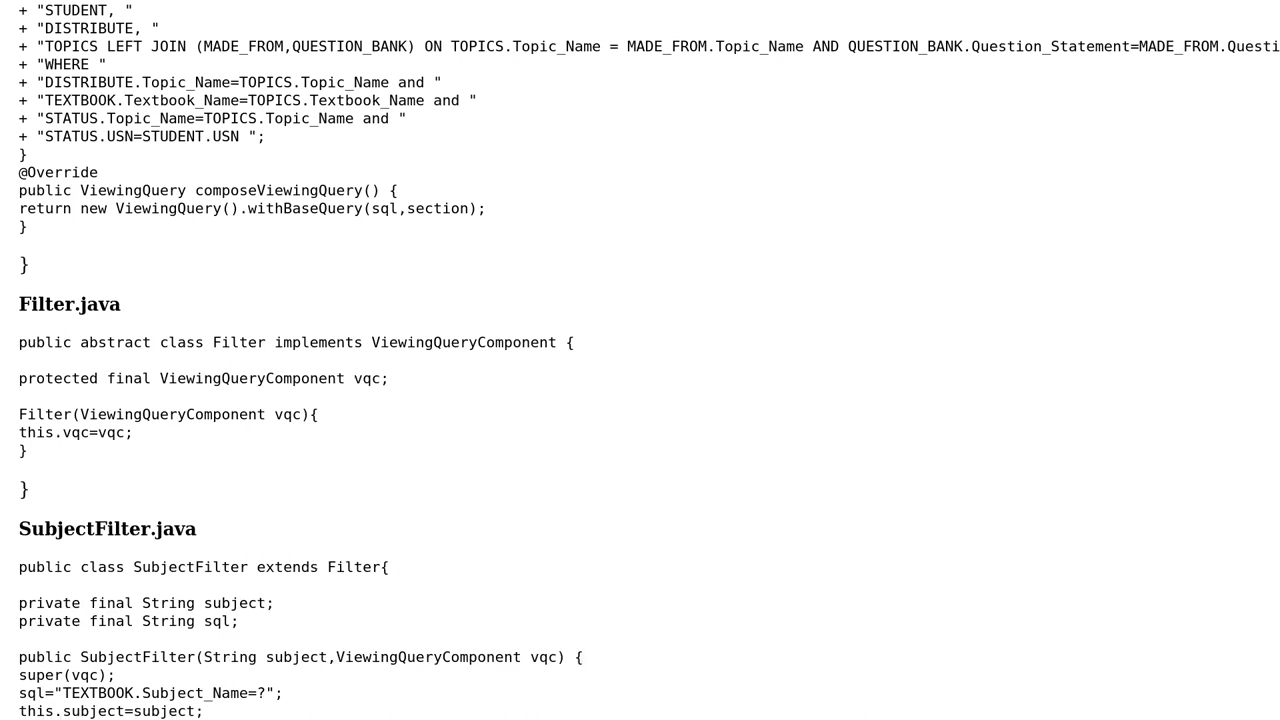 + "STUDENT, "
+ "DISTRIBUTE, "
+ "TOPICS LEFT JOIN (MADE_FROM,QUESTION_BANK) ON TOPICS.Topic_Name = MADE_FROM.Topic_Name AND QUESTION_BANK.Question_Statement=MADE_FROM.Questi
+ "WHERE "
+ "DISTRIBUTE.Topic_Name=TOPICS.Topic_Name and "
+ "TEXTBOOK.Textbook_Name=TOPICS.Textbook_Name and "
+ "STATUS.Topic_Name=TOPICS.Topic_Name and "
+ "STATUS.USN=STUDENT.USN ";
}
@Override
public ViewingQuery composeViewingQuery() {
return new ViewingQuery().withBaseQuery(sql,section);
}
}
Filter.java
public abstract class Filter implements ViewingQueryComponent {
protected final ViewingQueryComponent vqc;
Filter(ViewingQueryComponent vqc){
this.vqc=vqc;
}
}
SubjectFilter.java
public class SubjectFilter extends Filter{
private final String subject;
private final String sql;
public SubjectFilter(String subject,ViewingQueryComponent vqc) {
super(vqc);
sql="TEXTBOOK.Subject_Name=?";
this.subject=subject;